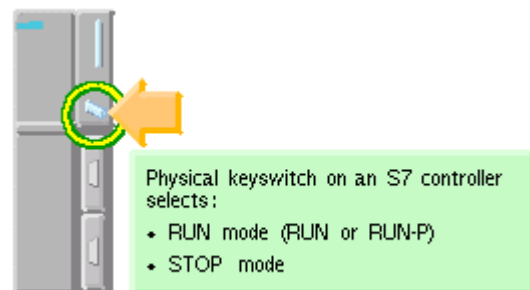 Physical keyswitch on an S7 controller
selects:
• RUN mode (RUN or RUN-P)
• STOP mode